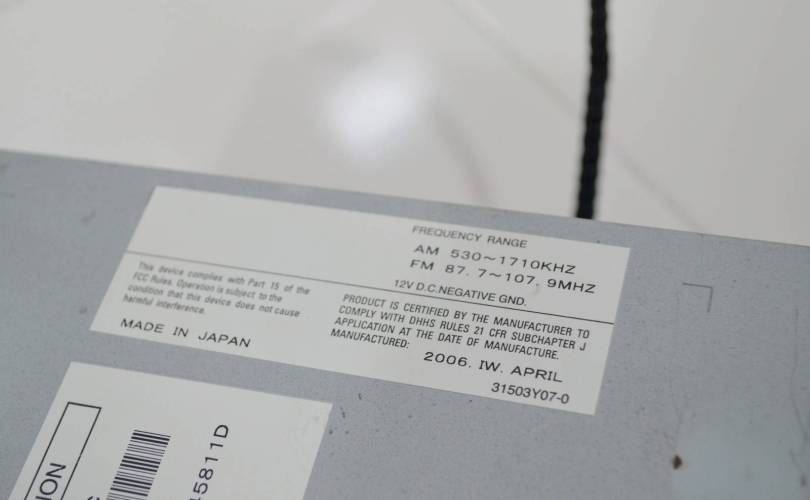 FREQUENCY RANGE
AM 530~1710KHZ
FM 87.7~107.9MHZ
12V D.C.NEGATIVE GND.
This device complies with Part 15 of the
FCC Rules. Operation is subject to the
condition that this device does not cause
harmful interference.
MADE IN JAPAN
PRODUCT IS CERTIFIED BY THE MANUFACTURER TO
COMPLY WITH DHHS RULES 21 CFR SUBCHAPTER J
APPLICATION AT THE DATE OF MANUFACTURE.
MANUFACTURED:
2006. IW. APRIL
31503Y07-0
ION
5811D